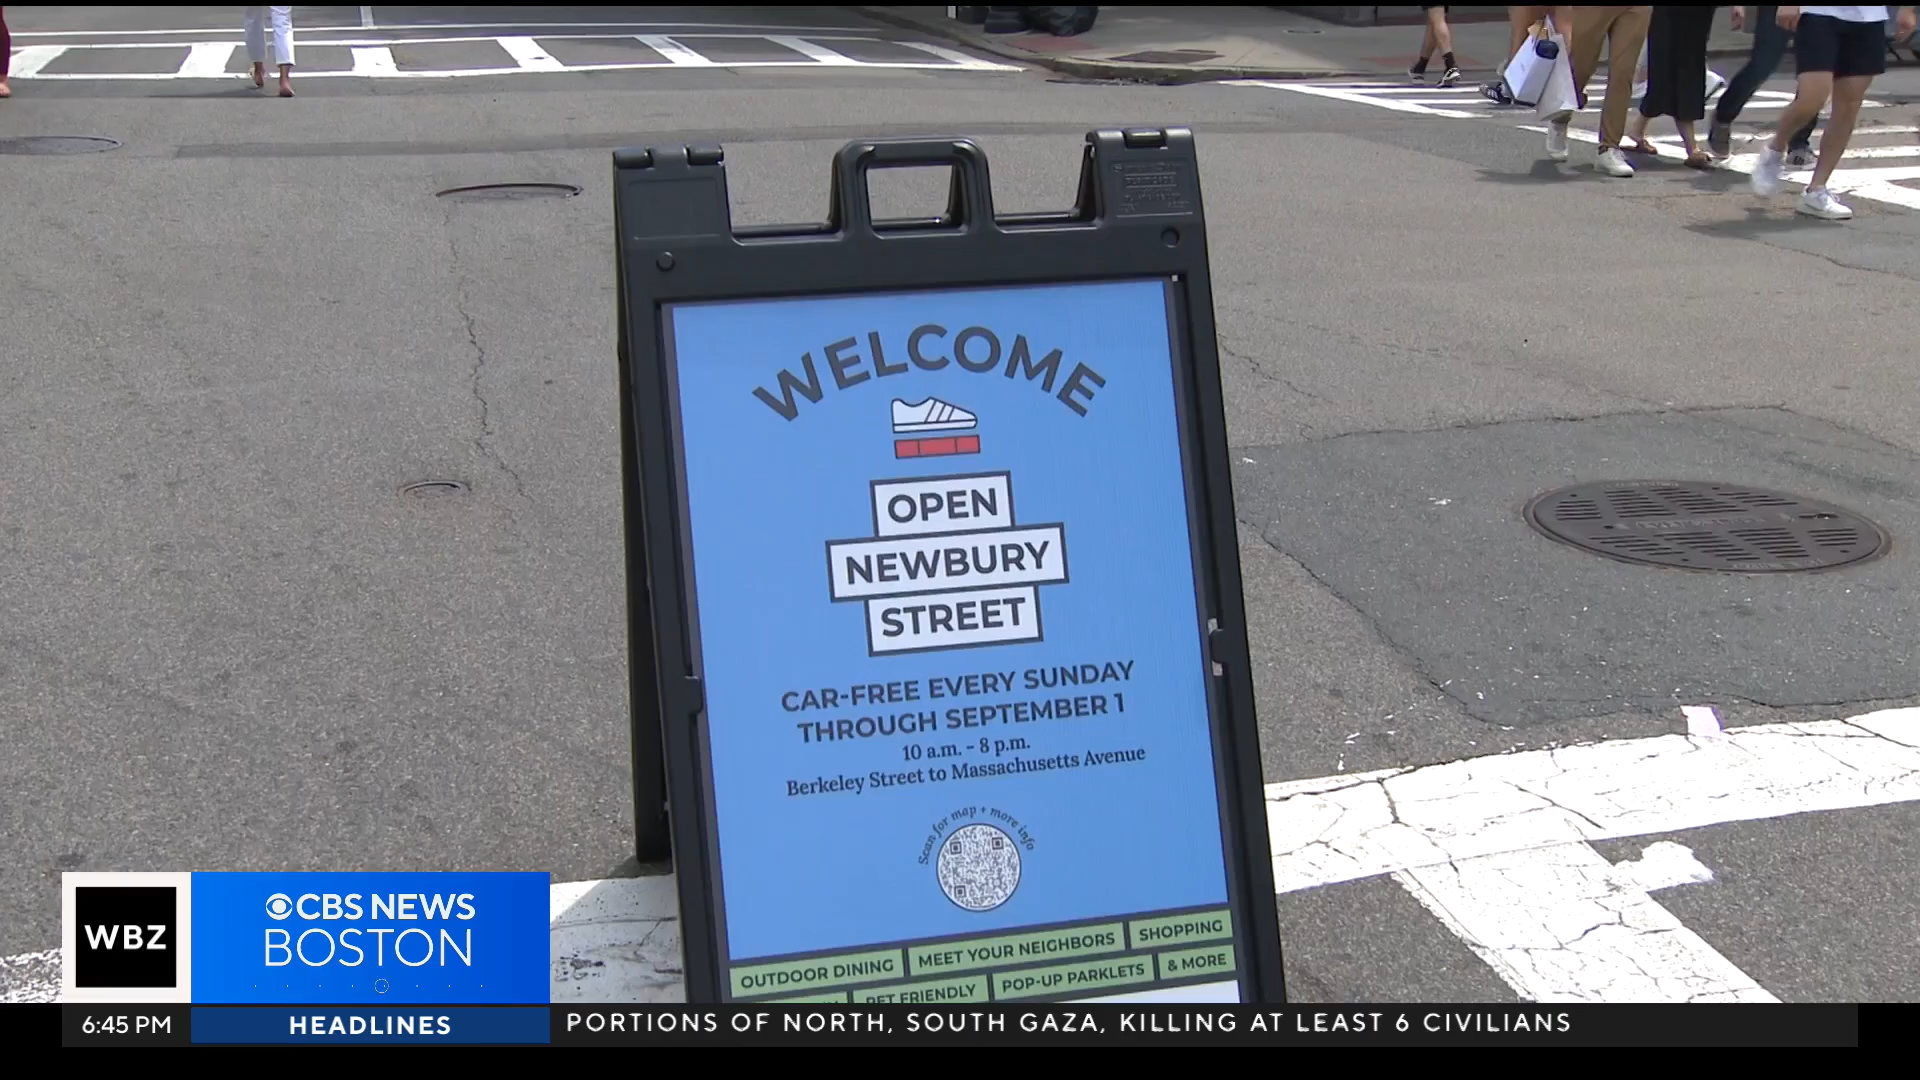 WELCOME
OPEN
NEWBURY
STREET
CAR-FREE EVERY SUNDAY
THROUGH SEPTEMBER 1
10 a.m. - 8 p.m.
Berkeley Street to Massachusetts Avenue
Scan for map + more info
OUTDOOR DINING MEET YOUR NEIGHBORS SHOPPING
PET FRIENDLY POP-UP PARKLETS & MORE
WBZ
CBS NEWS
BOSTON
6:45 PM
HEADLINES
PORTIONS OF NORTH, SOUTH GAZA, KILLING AT LEAST 6 CIVILIANS